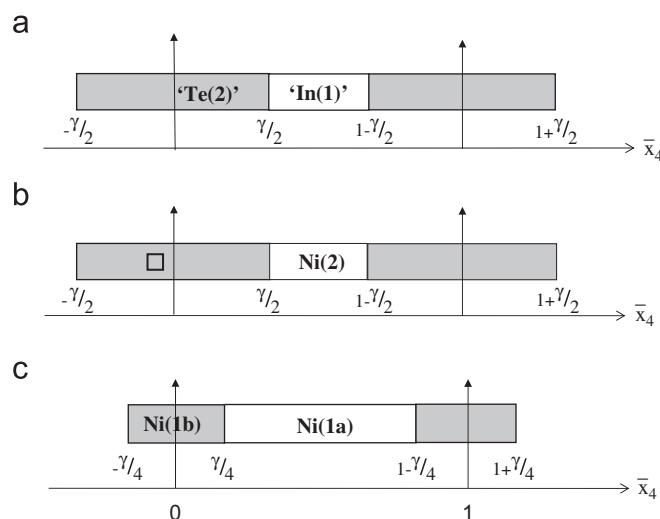 a
‘Te(2)’ ‘In(1)’
-γ/2 γ/2 1-γ/2 1+γ/2 x̄4
b
Ni(2)
-γ/2 γ/2 1-γ/2 1+γ/2 x̄4
c
Ni(1b) Ni(1a)
-γ/4 γ/4 1-γ/4 1+γ/4 x̄4
0 1